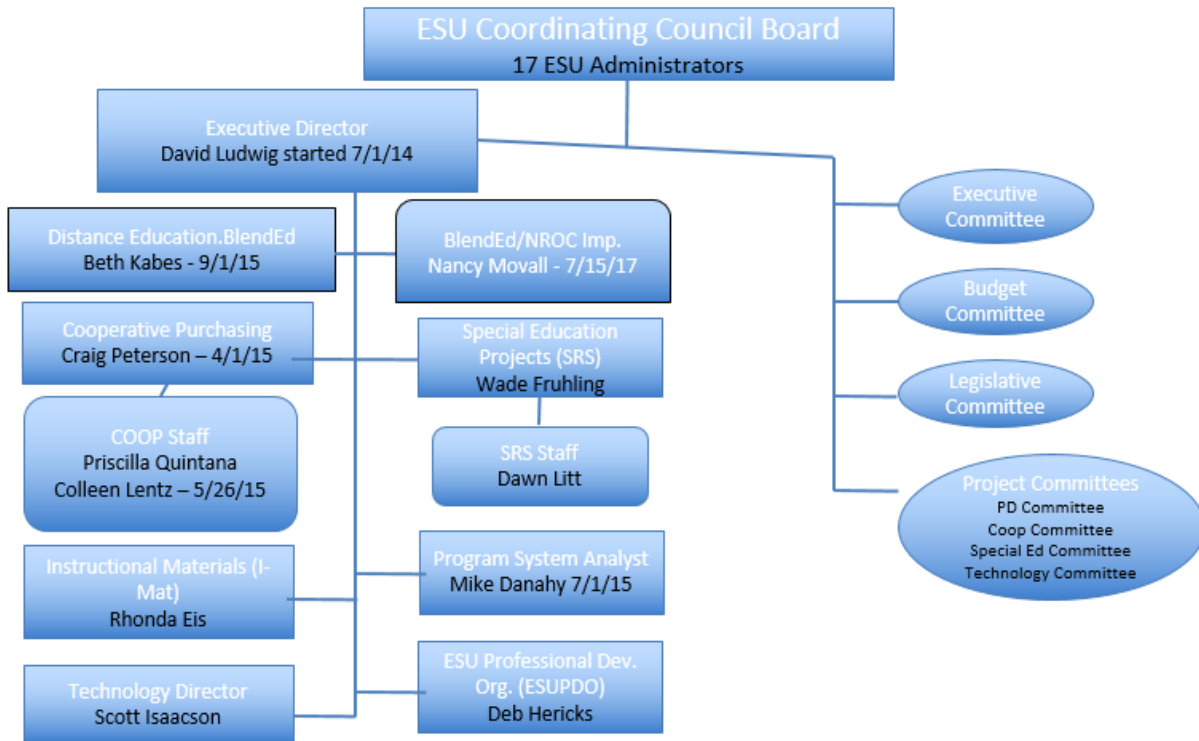 ESU Coordinating Council Board
17 ESU Administrators
Executive Director
David Ludwig started 7/1/14
Distance Education.BlendEd
Beth Kabes - 9/1/15
BlendEd/NROC Imp.
Nancy Movall - 7/15/17
Cooperative Purchasing
Craig Peterson – 4/1/15
Special Education
Projects (SRS)
Wade Fruhling
COOP Staff
Priscilla Quintana
Colleen Lentz – 5/26/15
SRS Staff
Dawn Litt
Instructional Materials (I-
Mat)
Rhonda Eis
Program System Analyst
Mike Danahy 7/1/15
Technology Director
Scott Isaacson
ESU Professional Dev.
Org. (ESUPDO)
Deb Hericks
Executive
Committee
Budget
Committee
Legislative
Committee
Project Committees
PD Committee
Coop Committee
Special Ed Committee
Technology Committee